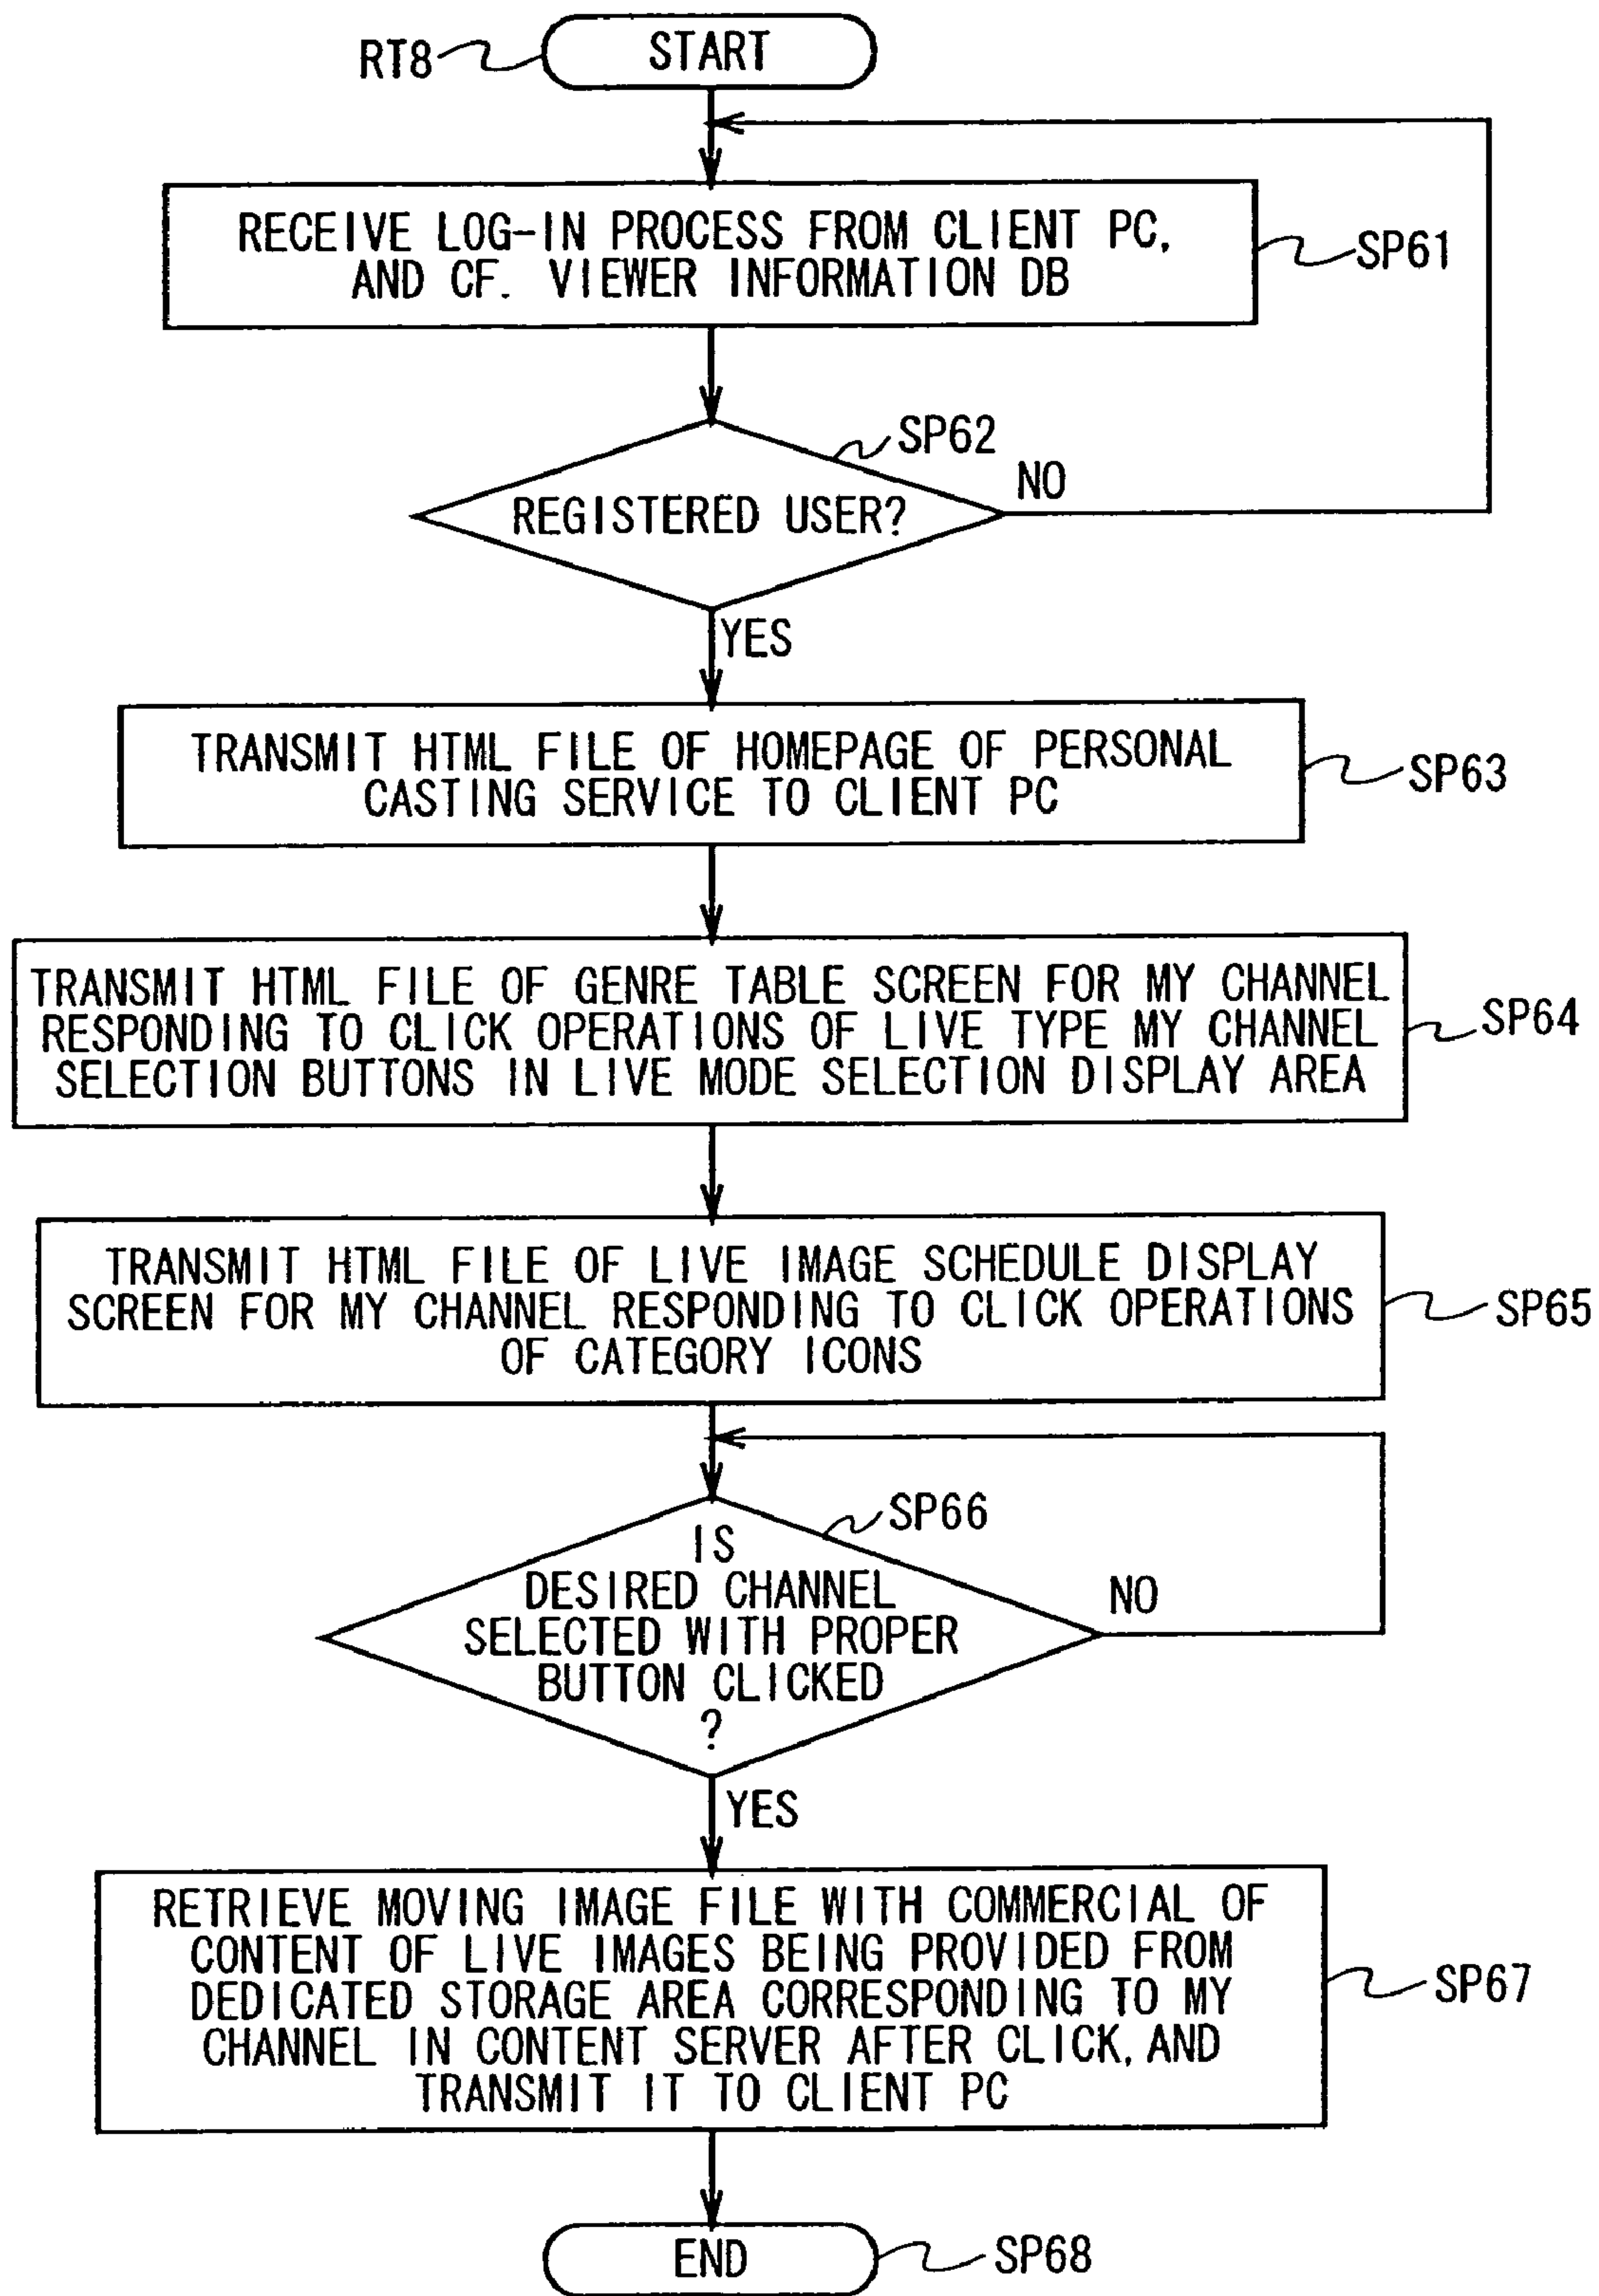 RT8
START
RECEIVE LOG-IN PROCESS FROM CLIENT PC,
AND CF. VIEWER INFORMATION DB
SP61
SP62
REGISTERED USER?
NO
YES
TRANSMIT HTML FILE OF HOMEPAGE OF PERSONAL
CASTING SERVICE TO CLIENT PC
SP63
TRANSMIT HTML FILE OF GENRE TABLE SCREEN FOR MY CHANNEL
RESPONDING TO CLICK OPERATIONS OF LIVE TYPE MY CHANNEL
SELECTION BUTTONS IN LIVE MODE SELECTION DISPLAY AREA
SP64
TRANSMIT HTML FILE OF LIVE IMAGE SCHEDULE DISPLAY
SCREEN FOR MY CHANNEL RESPONDING TO CLICK OPERATIONS
OF CATEGORY ICONS
SP65
SP66
IS
DESIRED CHANNEL
SELECTED WITH PROPER
BUTTON CLICKED
?
NO
YES
RETRIEVE MOVING IMAGE FILE WITH COMMERCIAL OF
CONTENT OF LIVE IMAGES BEING PROVIDED FROM
DEDICATED STORAGE AREA CORRESPONDING TO MY
CHANNEL IN CONTENT SERVER AFTER CLICK, AND
TRANSMIT IT TO CLIENT PC
SP67
END
SP68